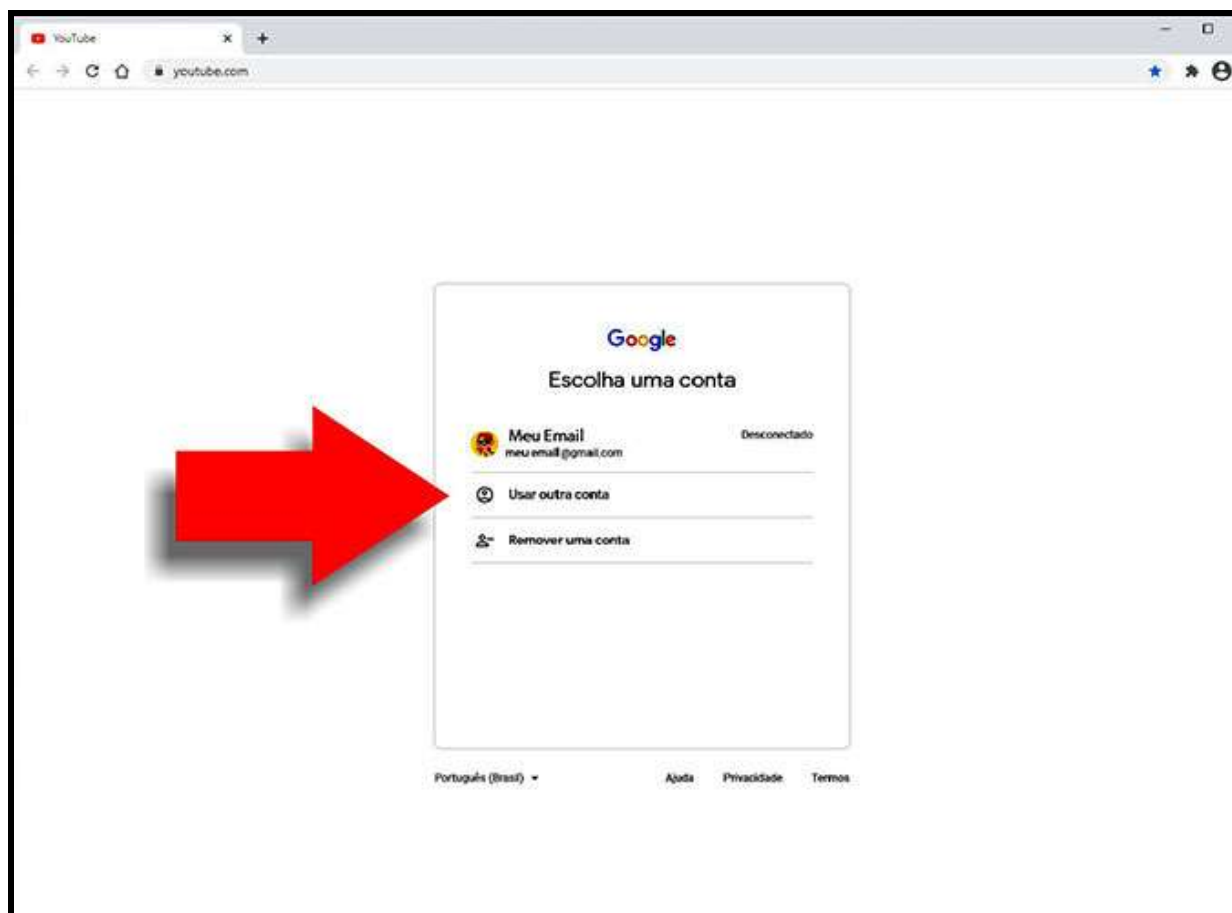 YouTube
youtube.com
Google
Escolha uma conta
Meu Email
Desconectado
meu email@gmail.com
Usar outra conta
Remover uma conta
Português (Brasil)
Ajuda Privacidade Termos